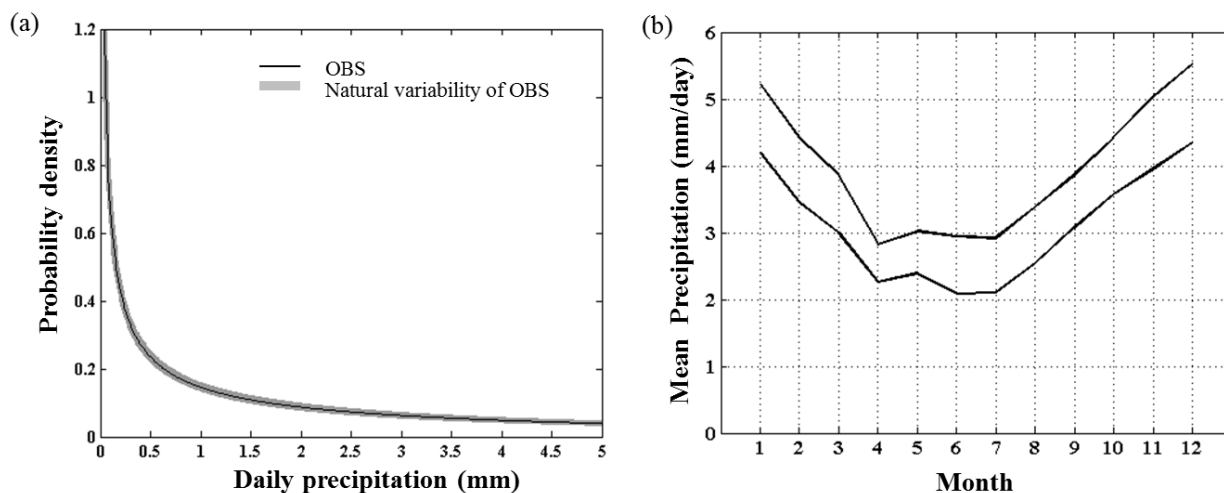 (a)
1.2
1
0.8
0.6
0.4
0.2
0
Probability density
OBS
Natural variability of OBS
0 0.5 1 1.5 2 2.5 3 3.5 4 4.5 5
Daily precipitation (mm)
(b)
6
5
4
3
2
1
0
Mean Precipitation (mm/day)
1 2 3 4 5 6 7 8 9 10 11 12
Month